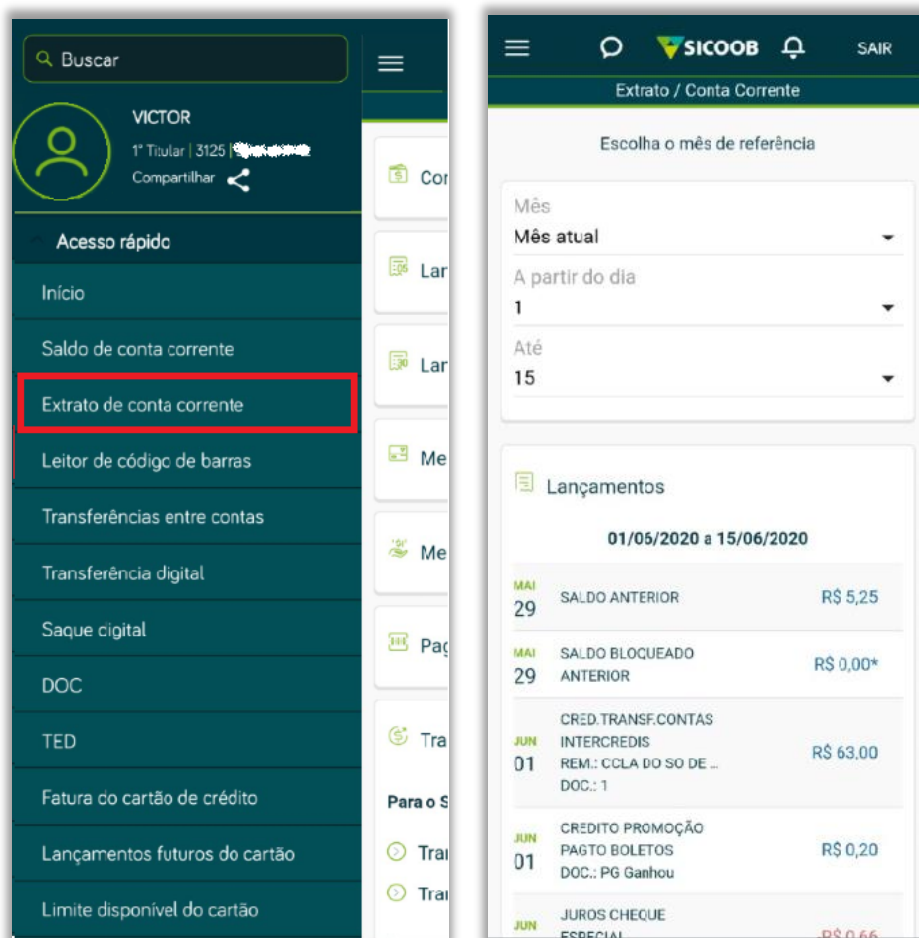 Buscar
VICTOR
1º Titular | 3125 |
Compartilhar
Acesso rápido
Início
Saldo de conta corrente
Extrato de conta corrente
Leitor de código de barras
Transferências entre contas
Transferência digital
Saque digital
DOC
TED
Fatura do cartão de crédito
Lançamentos futuros do cartão
Limite disponível do cartão
Cor
Lar
Lar
Me
Me
Pag
Tra
Para o S
Trar
Trar
SICOOB
SAIR
Extrato / Conta Corrente
Escolha o mês de referência
Mês
Mês atual
A partir do dia
1
Até
15
Lançamentos
01/06/2020 a 15/06/2020
MAI
29 SALDO ANTERIOR R$ 5,25
MAI
29 SALDO BLOQUEADO
ANTERIOR R$ 0,00*
JUN
01 CRED.TRANSF.CONTAS
INTERCREDIS
REM.: CCLA DO SO DE ...
DOC.: 1 R$ 63,00
JUN
01 CREDITO PROMOÇÃO
PAGTO BOLETOS
DOC.: PG Ganhou R$ 0,20
JUN
JUROS CHEQUE
ESPECIAL -R$ 0,66